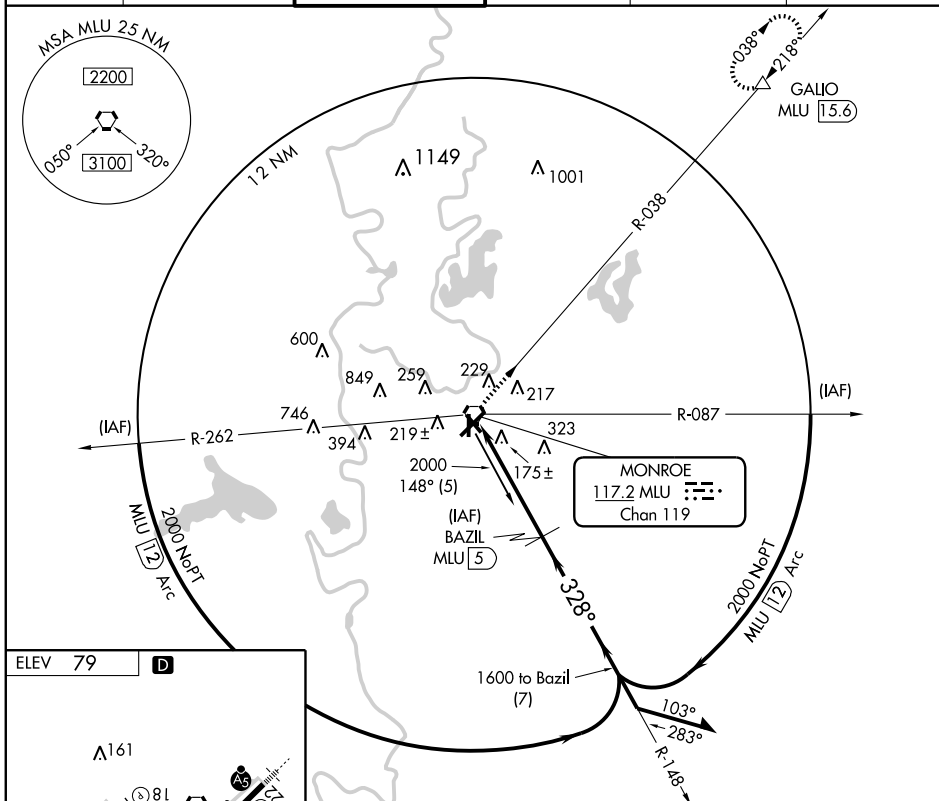 MSA MLU 25 NM
2200
050°
320°
3100
038°
218°
GALIO
MLU 15.6
12 NM
1149
1001
R-038
600
849
259
229
217
(IAF)
R-087
(IAF)
R-262
746
394
219±
175±
323
2000
148° (5)
MONROE
117.2 MLU
Chan 119
(IAF)
BAZIL
MLU 5
328°
2000 NoPT
MLU 12 Arc
2000 NoPT
MLU 12 Arc
1600 to Bazil
(7)
103°
283°
R-148
ELEV 79 D
161
A5
18
22